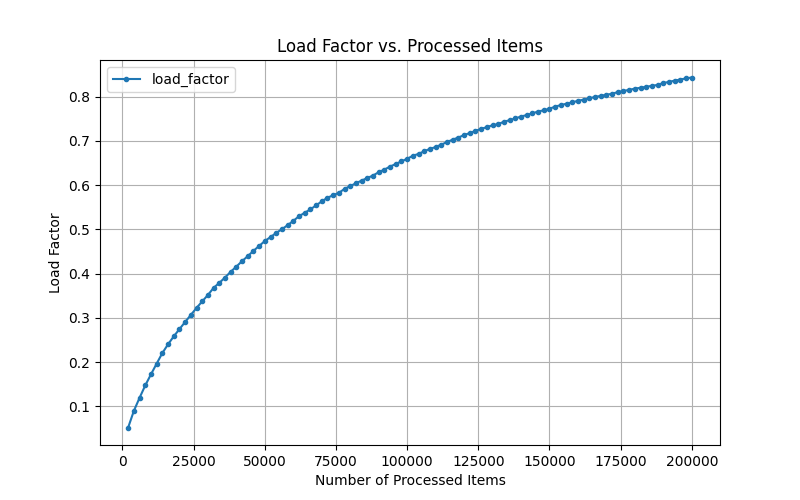 Load Factor vs. Processed Items
load_factor
0.8
0.7
0.6
0.5
0.4
0.3
0.2
0.1
Load Factor
0 25000 50000 75000 100000 125000 150000 175000 200000
Number of Processed Items